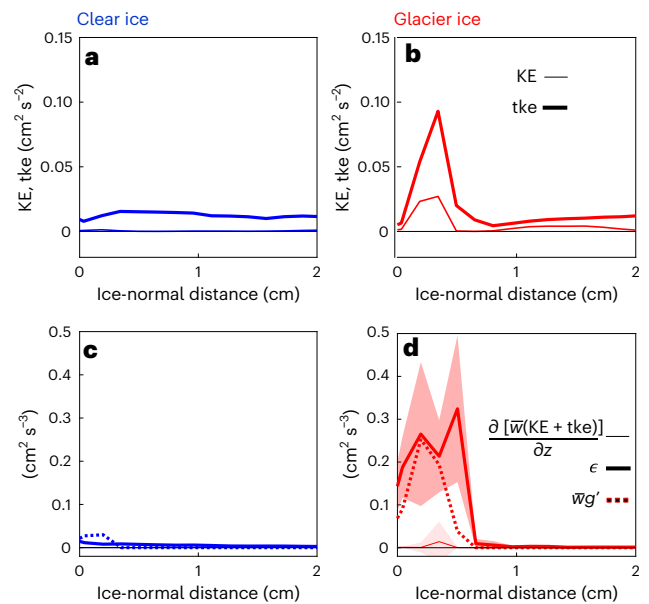 Clear ice
Glacier ice
a
KE, tke (cm² s⁻²)
0.15
0.10
0.05
0
0
1
2
Ice-normal distance (cm)
b
KE
tke
KE, tke (cm² s⁻²)
0.15
0.10
0.05
0
0
1
2
Ice-normal distance (cm)
c
(cm² s⁻³)
0.5
0.4
0.3
0.2
0.1
0
0
1
2
Ice-normal distance (cm)
d
∂ [w̅(KE + tke)]
∂z
ϵ
w̅g′
(cm² s⁻³)
0.5
0.4
0.3
0.2
0.1
0
0
1
2
Ice-normal distance (cm)